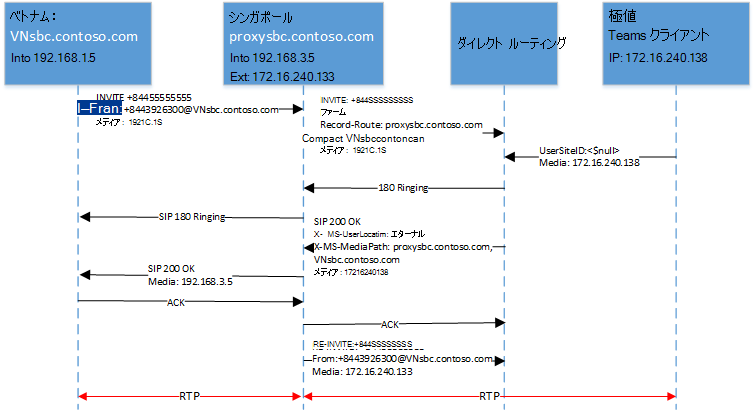 ベトナム:
VNsbc.contoso.com
Into 192.168.1.5
シンガポール
proxysbc.contoso.com
Into 192.168.3.5
Ext: 172.16.240.133
ダイレクト ルーティング
極値
Teams クライアント
IP: 172.16.240.138
INVITE +84455555555
I—Fran:+8443926300@VNsbc.contoso.com
メディア: 1921C.1S
INVITE: +844SSSSSSSSS
ファーム
Record-Route: proxysbc.contoso.com
Compact VNsbccontoncan
メディア: 1921C.1S
UserSiteID:<$null>
Media: 172.16.240.138
180 Ringing
SIP 180 Ringing
SIP 200 OK
X- MS-UserLocatim: エターナル
X-MS-MediaPath: proxysbc.contoso.com,
VNsbc.contoso.com
メディア: 17216240138
SIP 200 OK
Media: 192.168.3.5
ACK
ACK
RE-INVITE:+844SSSSSSSS
From:+8443926300@VNsbc.contoso.com
Media: 172.16.240.133
RTP
RTP